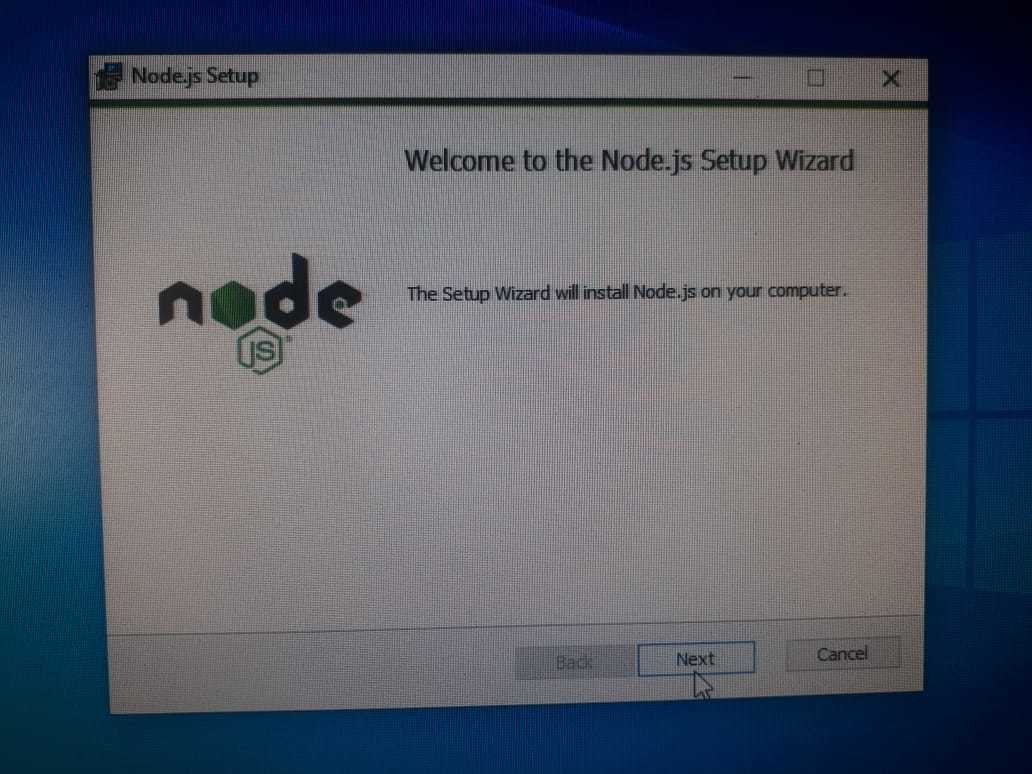 Node.js Setup
Welcome to the Node.js Setup Wizard
node
JS
The Setup Wizard will install Node.js on your computer.
Back
Next
Cancel